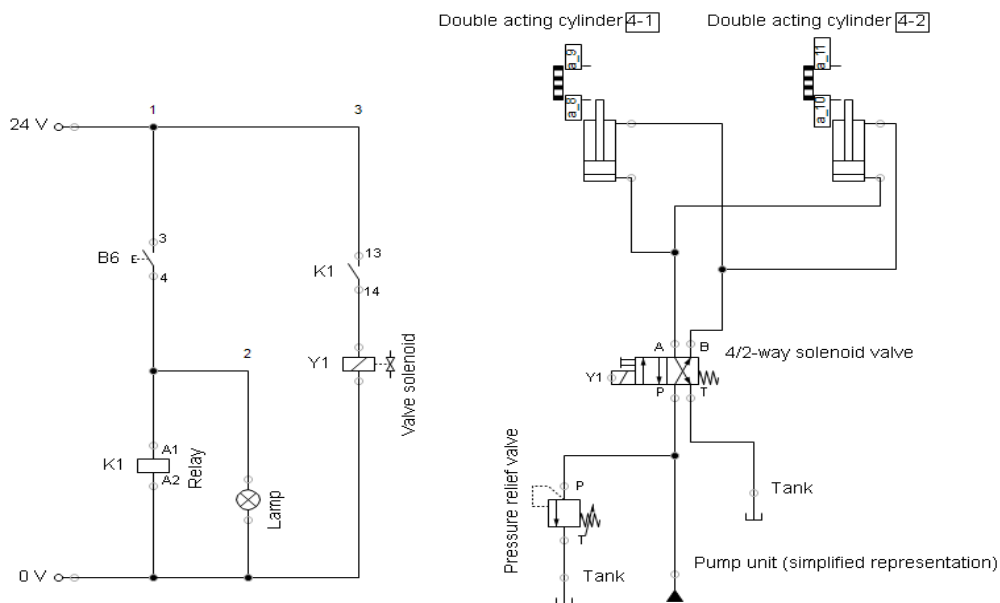 Double acting cylinder 4-1
Double acting cylinder 4-2
a_9
a_11
a_8
a_10
1
3
24 V
B6
3
4
K1
13
14
2
Y1
Valve solenoid
K1
A1
A2
Relay
Lamp
0 V
A
B
4/2-way solenoid valve
Y1
P
T
Pressure relief valve
P
T
Tank
Tank
Pump unit (simplified representation)